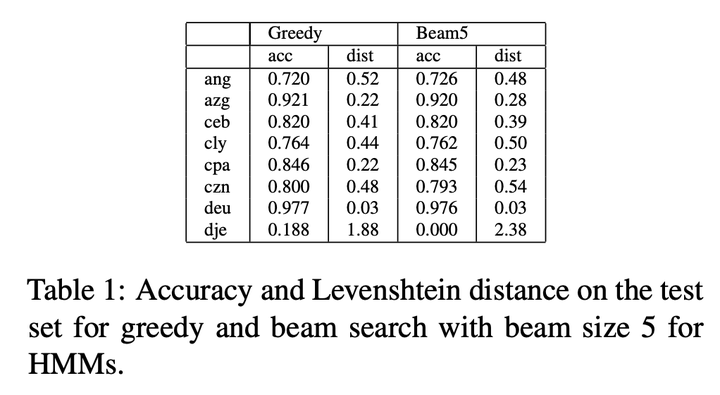 Greedy Beam5
acc dist acc dist
ang 0.720 0.52 0.726 0.48
azg 0.921 0.22 0.920 0.28
ceb 0.820 0.41 0.820 0.39
cly 0.764 0.44 0.762 0.50
cpa 0.846 0.22 0.845 0.23
czn 0.800 0.48 0.793 0.54
deu 0.977 0.03 0.976 0.03
dje 0.188 1.88 0.000 2.38
Table 1: Accuracy and Levenshtein distance on the test
set for greedy and beam search with beam size 5 for
HMMs.